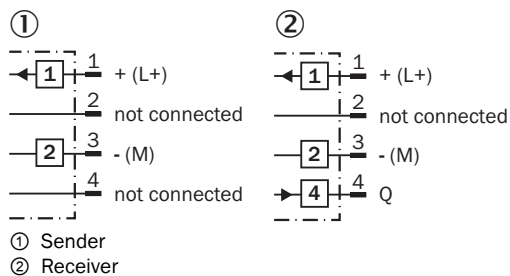 ① ②
1 1 + (L+)
2 not connected
2 3 - (M)
4 not connected
1 1 + (L+)
2 not connected
2 3 - (M)
4 4 Q
① Sender
② Receiver